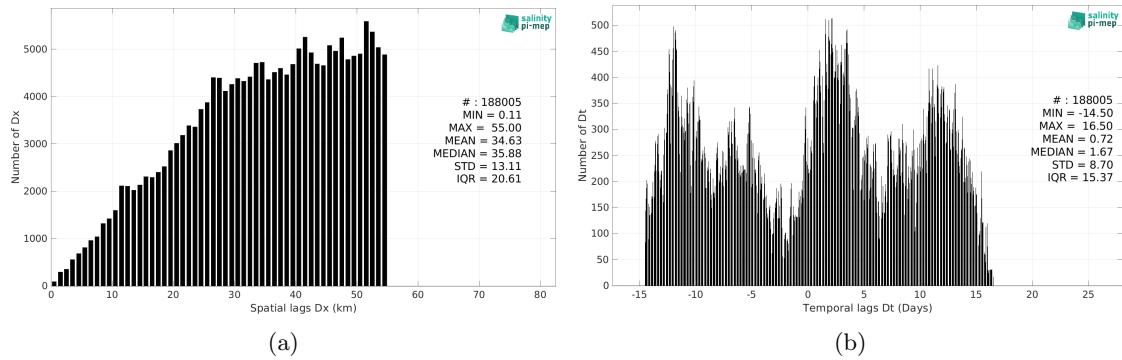 salinity
pi-mep
5000
4000
3000
2000
1000
0
Number of Dx
# : 188005
MIN = 0.11
MAX = 55.00
MEAN = 34.63
MEDIAN = 35.88
STD = 13.11
IQR = 20.61
0 10 20 30 40 50 60 70 80
Spatial lags Dx (km)
(a)
salinity
pi-mep
500
450
400
350
300
250
200
150
100
50
0
Number of Dt
# : 188005
MIN = -14.50
MAX = 16.50
MEAN = 0.72
MEDIAN = 1.67
STD = 8.70
IQR = 15.37
-15 -10 -5 0 5 10 15 20 25
Temporal lags Dt (Days)
(b)